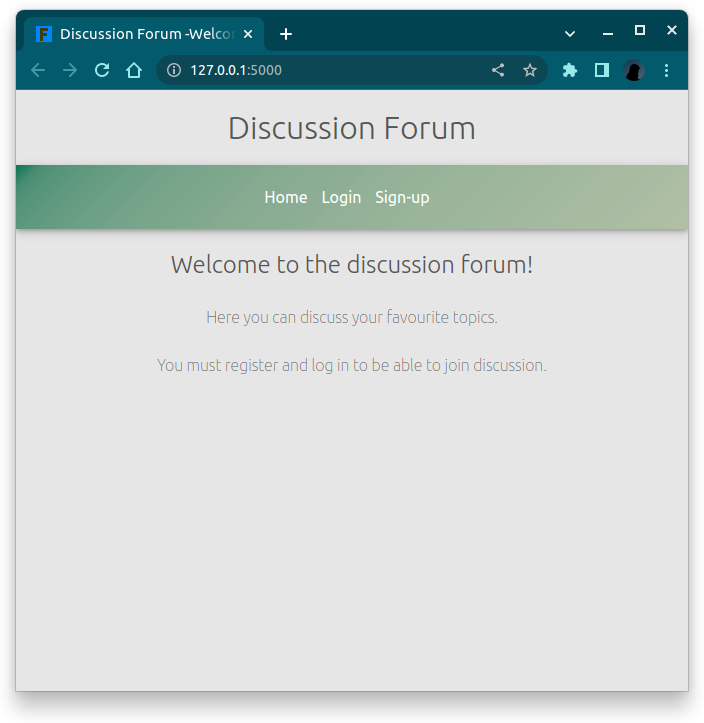 Discussion Forum -Welco
127.0.0.1:5000
Discussion Forum
Home Login Sign-up
Welcome to the discussion forum!
Here you can discuss your favourite topics.
You must register and log in to be able to join discussion.